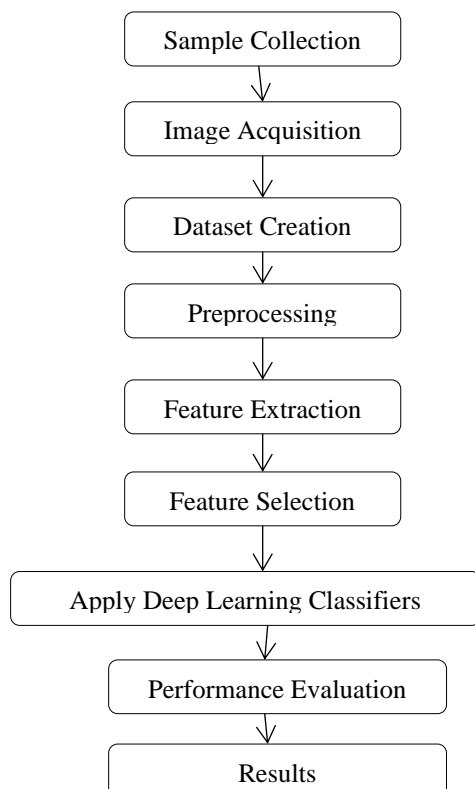 Sample Collection
Image Acquisition
Dataset Creation
Preprocessing
Feature Extraction
Feature Selection
Apply Deep Learning Classifiers
Performance Evaluation
Results